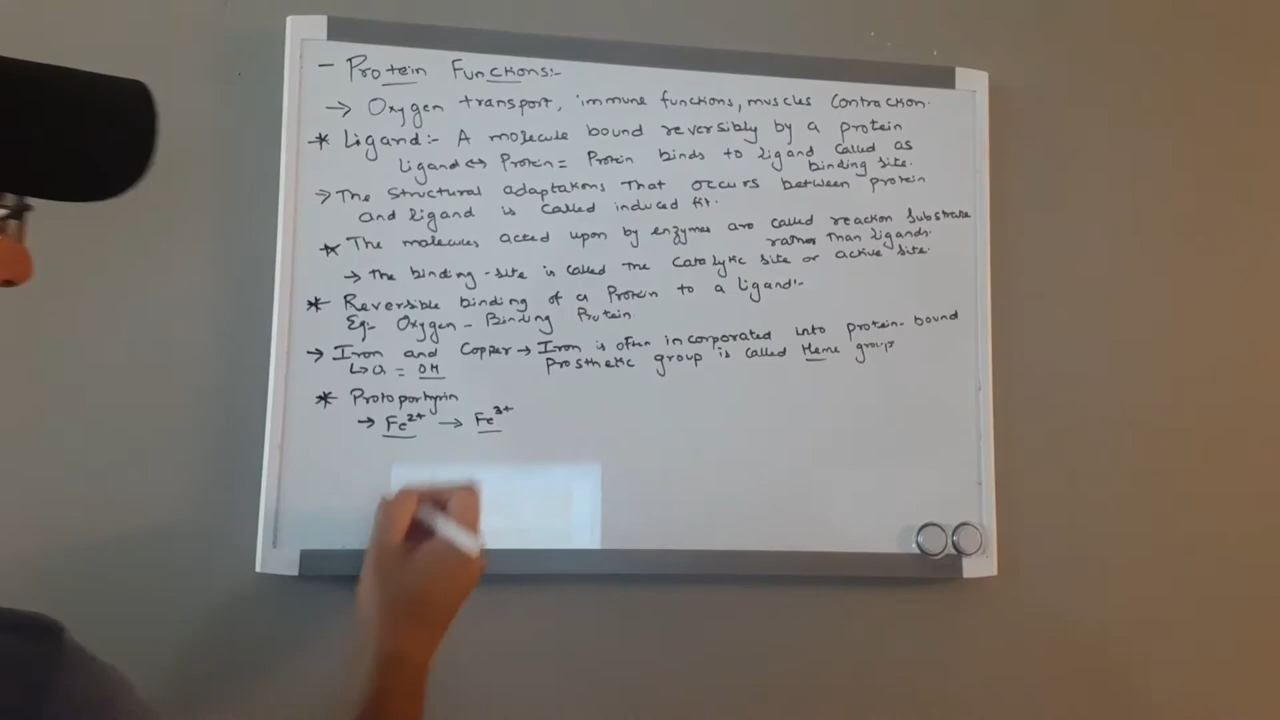 - Protein Functions:-
→ Oxygen transport, immune functions, muscles contraction.
* Ligand:- A molecule bound reversibly by a protein
Ligand ↔ Protein = Protein binds to ligand called as
binding site.
→ The structural adaptations that occurs between protein
and ligand is called induced fit.
* The molecules acted upon by enzymes are called reaction substrate
rather than ligands.
→ the binding-site is called the catalytic site or active site.
* Reversible binding of a Protein to a ligand:-
Eg:- Oxygen - Binding Protein
→ Iron and Copper → Iron is often incorporated into protein-bound
prosthetic group is called Heme group
↳ = OH
* Protoporhyrin
→ Fe²⁺ → Fe³⁺